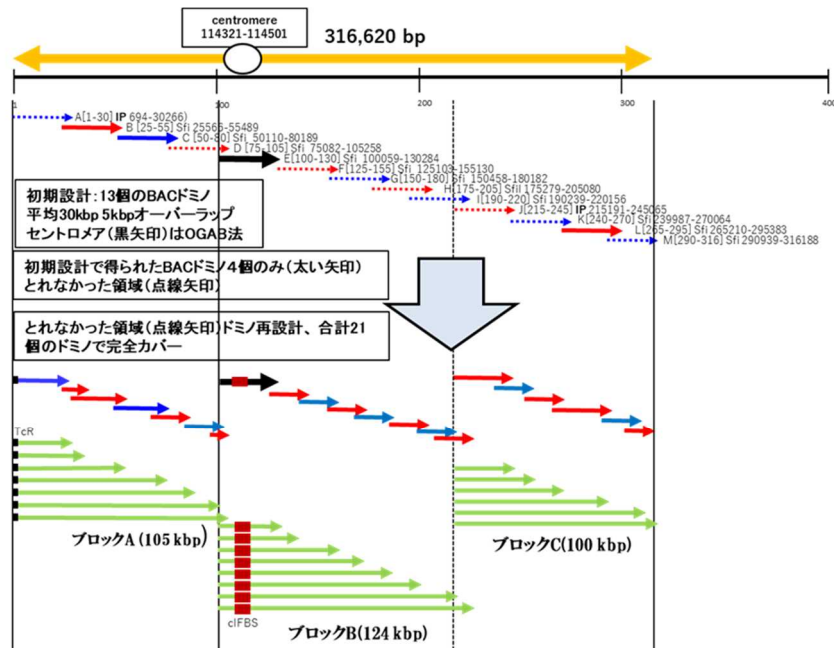 centromere
114321-114501
316,620 bp
1
100
200
300
400
A[1-30] IP 694-30266)
B [25-55] Sfi 25565-55489
C [50-80] Sfi 50110-80189
D [75-105] Sfi 75082-105258
E[100-130] Sfi 100059-130284
F[125-155] Sfi 125103-155130
G[150-180] Sfi 150458-180182
H[175-205] SfiI 175279-205080
I[190-220] Sfi 190239-220156
J[215-245] IP 215191-245065
K[240-270] Sfi 239987-270064
L[265-295] Sfi 265210-295383
M[290-316] Sfi 290939-316188
初期設計:13個のBACドミノ
平均30kbp 5kbpオーバーラップ
セントロメア(黒矢印)はOGAB法
初期設計で得られたBACドミノ4個のみ(太い矢印)
とれなかった領域(点線矢印)
とれなかった領域(点線矢印)ドミノ再設計、合計21
個のドミノで完全カバー
TcR
ブロックA (105 kbp)
ブロックC(100 kbp)
cIFBS
ブロックB(124 kbp)